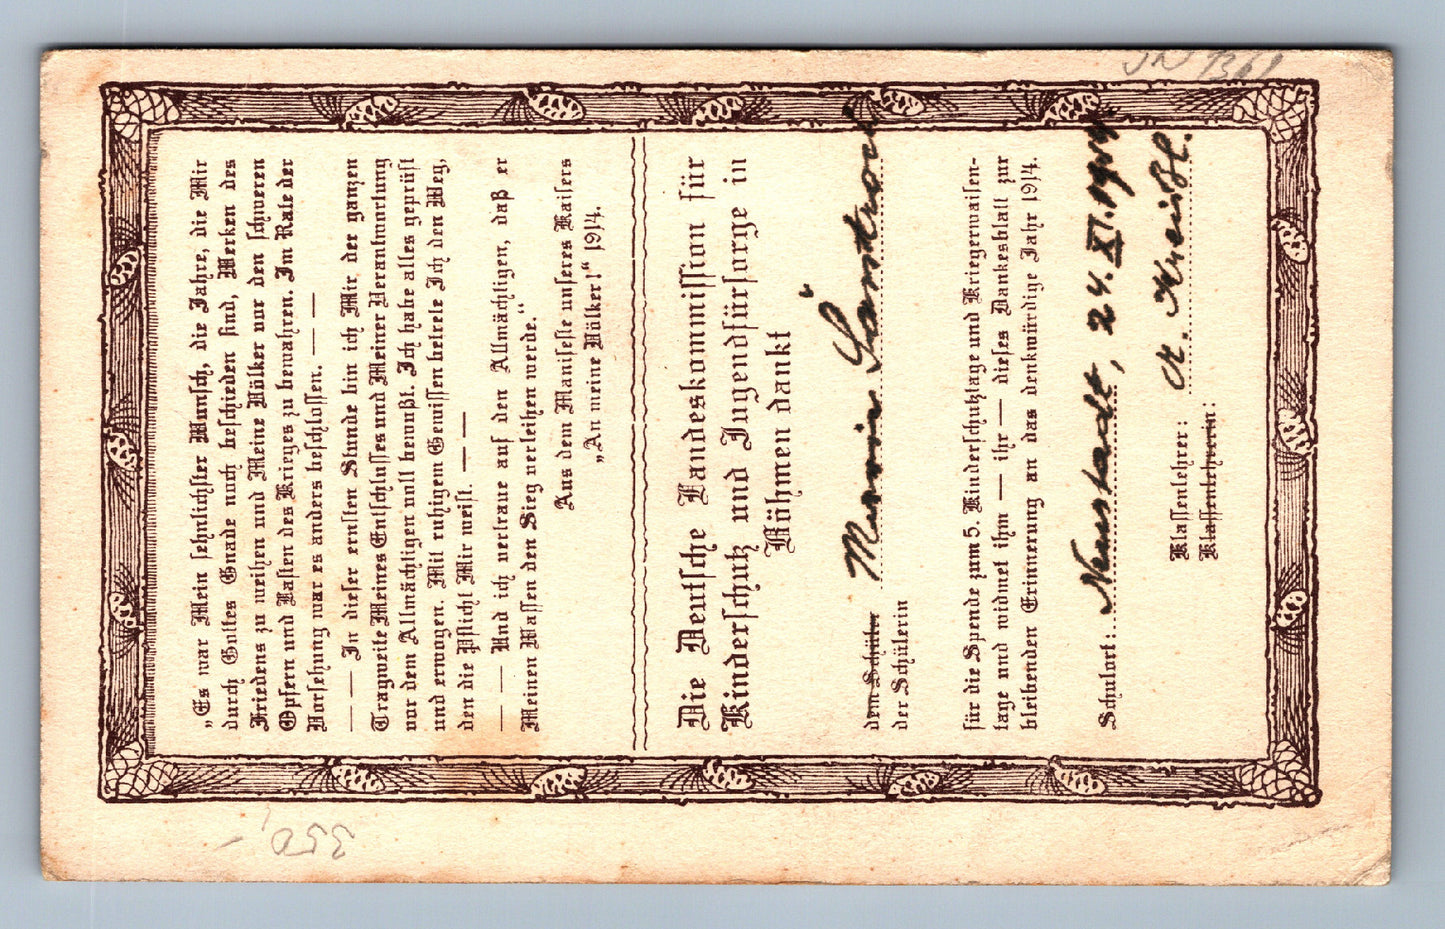 „Es war Mein sehnlichster Wunsch, die Jahre, die Mir
durch Gottes Gnade noch beschieden sind, Werken des
Friedens zu weihen und Meine Völker vor den schweren
Opfern und Lasten des Krieges zu bewahren. Im Rate der
Vorsehung war es anders beschlossen. — —
— — In dieser ernsten Stunde bin ich Mir der ganzen
Tragweite Meines Entschlusses und Meiner Verantwortung
vor dem Allmächtigen voll bewußt. Ich habe alles geprüft
und erwogen. Mit ruhigem Gewissen betrete Ich den Weg,
den die Pflicht Mir weist. — —
— — Und ich vertraue auf den Allmächtigen, daß er
Meinen Waffen den Sieg verleihen werde.“
Aus dem Manifeste unseres Kaisers
„An meine Völker!“ 1914.
Die Deutsche Landeskommission für
Kinderschutz und Jugendfürsorge in
Böhmen dankt
dem Schüler
der Schülerin Maria
für die Spende zum 5. Kinderschutztage und Kriegerwaisen-
tage und widmet ihm — ihr — dieses Dankesblatt zur
bleibenden Erinnerung an das denkwürdige Jahr 1914.
Schulort: Neustadt, 24. XI. 1914.
Klassenlehrer:
Klassenlehrerin:
350,-